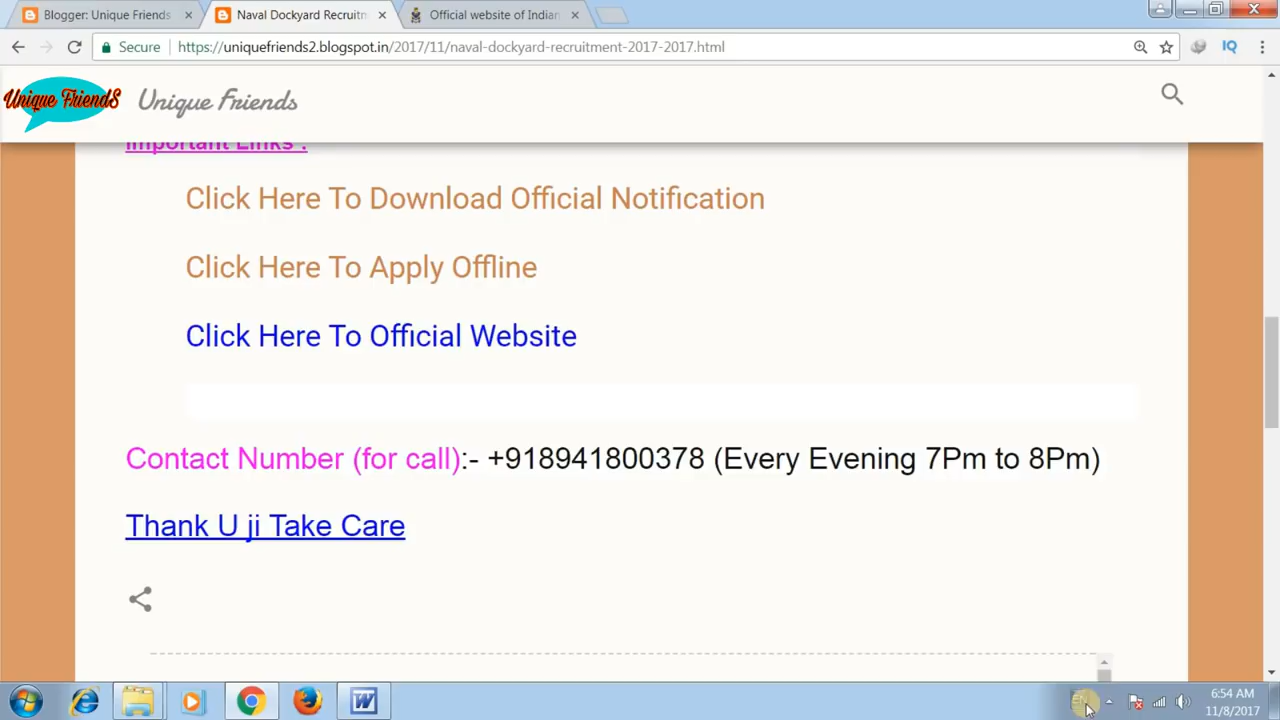 Blogger: Unique Friends
Naval Dockyard Recruitm
Official website of Indian
Secure
https://uniquefriends2.blogspot.in/2017/11/naval-dockyard-recruitment-2017-2017.html
IQ
Unique FriendS
Unique Friends
Important Links :
Click Here To Download Official Notification
Click Here To Apply Offline
Click Here To Official Website
Contact Number (for call):- +918941800378 (Every Evening 7Pm to 8Pm)
Thank U ji Take Care
6:54 AM
11/8/2017